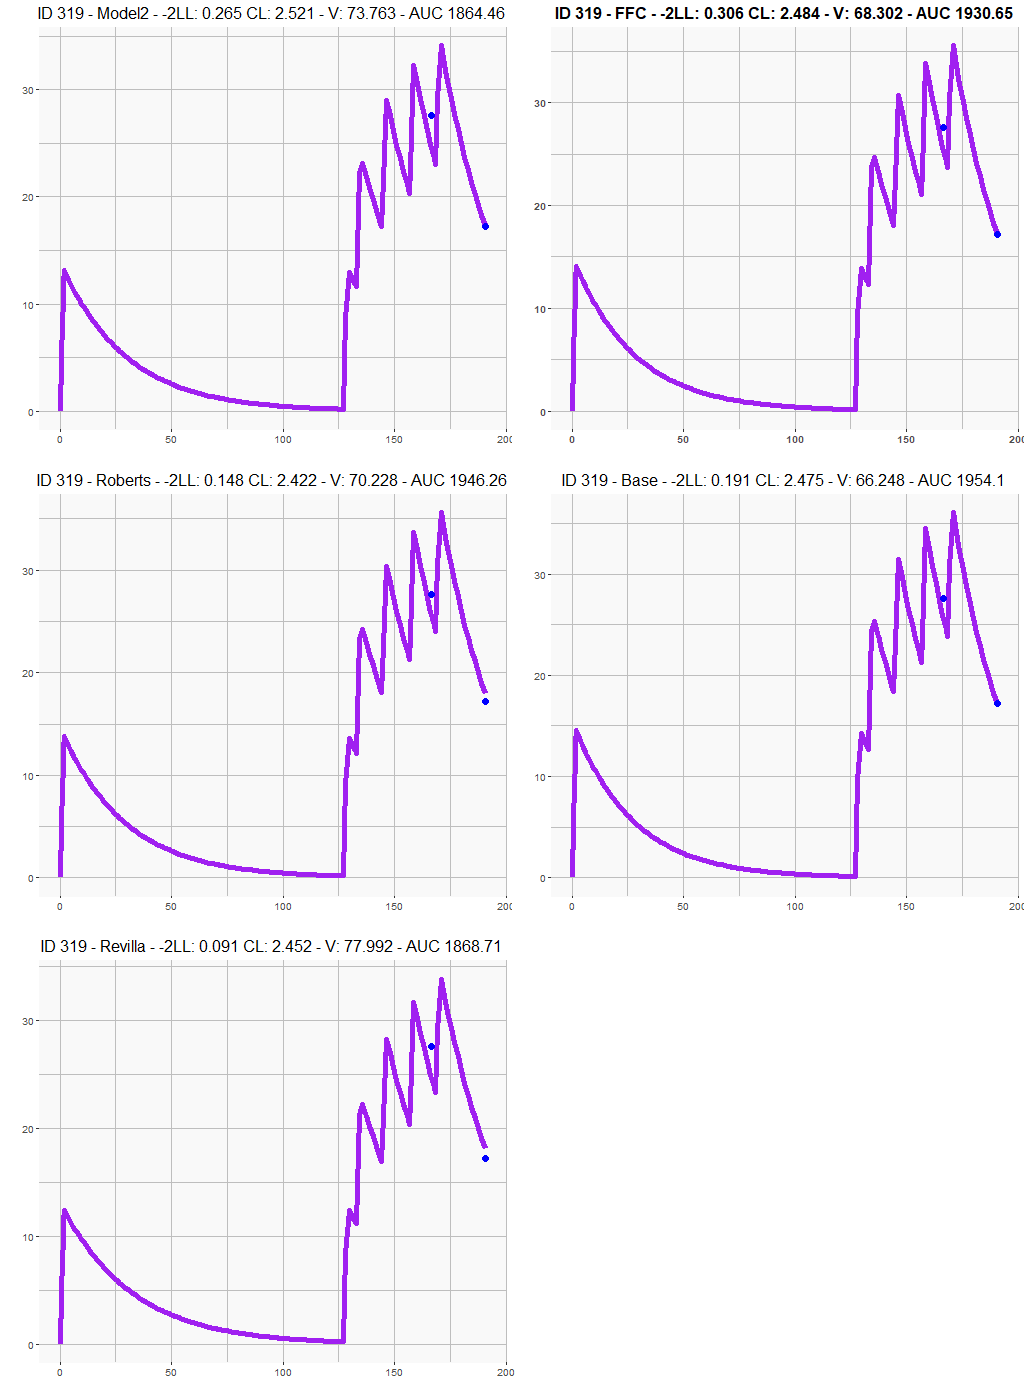 ID 319 - Model2 - -2LL: 0.265 CL: 2.521 - V: 73.763 - AUC 1864.46
30
20
10
0
0 50 100 150 200
ID 319 - FFC - -2LL: 0.306 CL: 2.484 - V: 68.302 - AUC 1930.65
30
20
10
0
0 50 100 150 200
ID 319 - Roberts - -2LL: 0.148 CL: 2.422 - V: 70.228 - AUC 1946.26
30
20
10
0
0 50 100 150 200
ID 319 - Base - -2LL: 0.191 CL: 2.475 - V: 66.248 - AUC 1954.1
30
20
10
0
0 50 100 150 200
ID 319 - Revilla - -2LL: 0.091 CL: 2.452 - V: 77.992 - AUC 1868.71
30
20
10
0
0 50 100 150 200